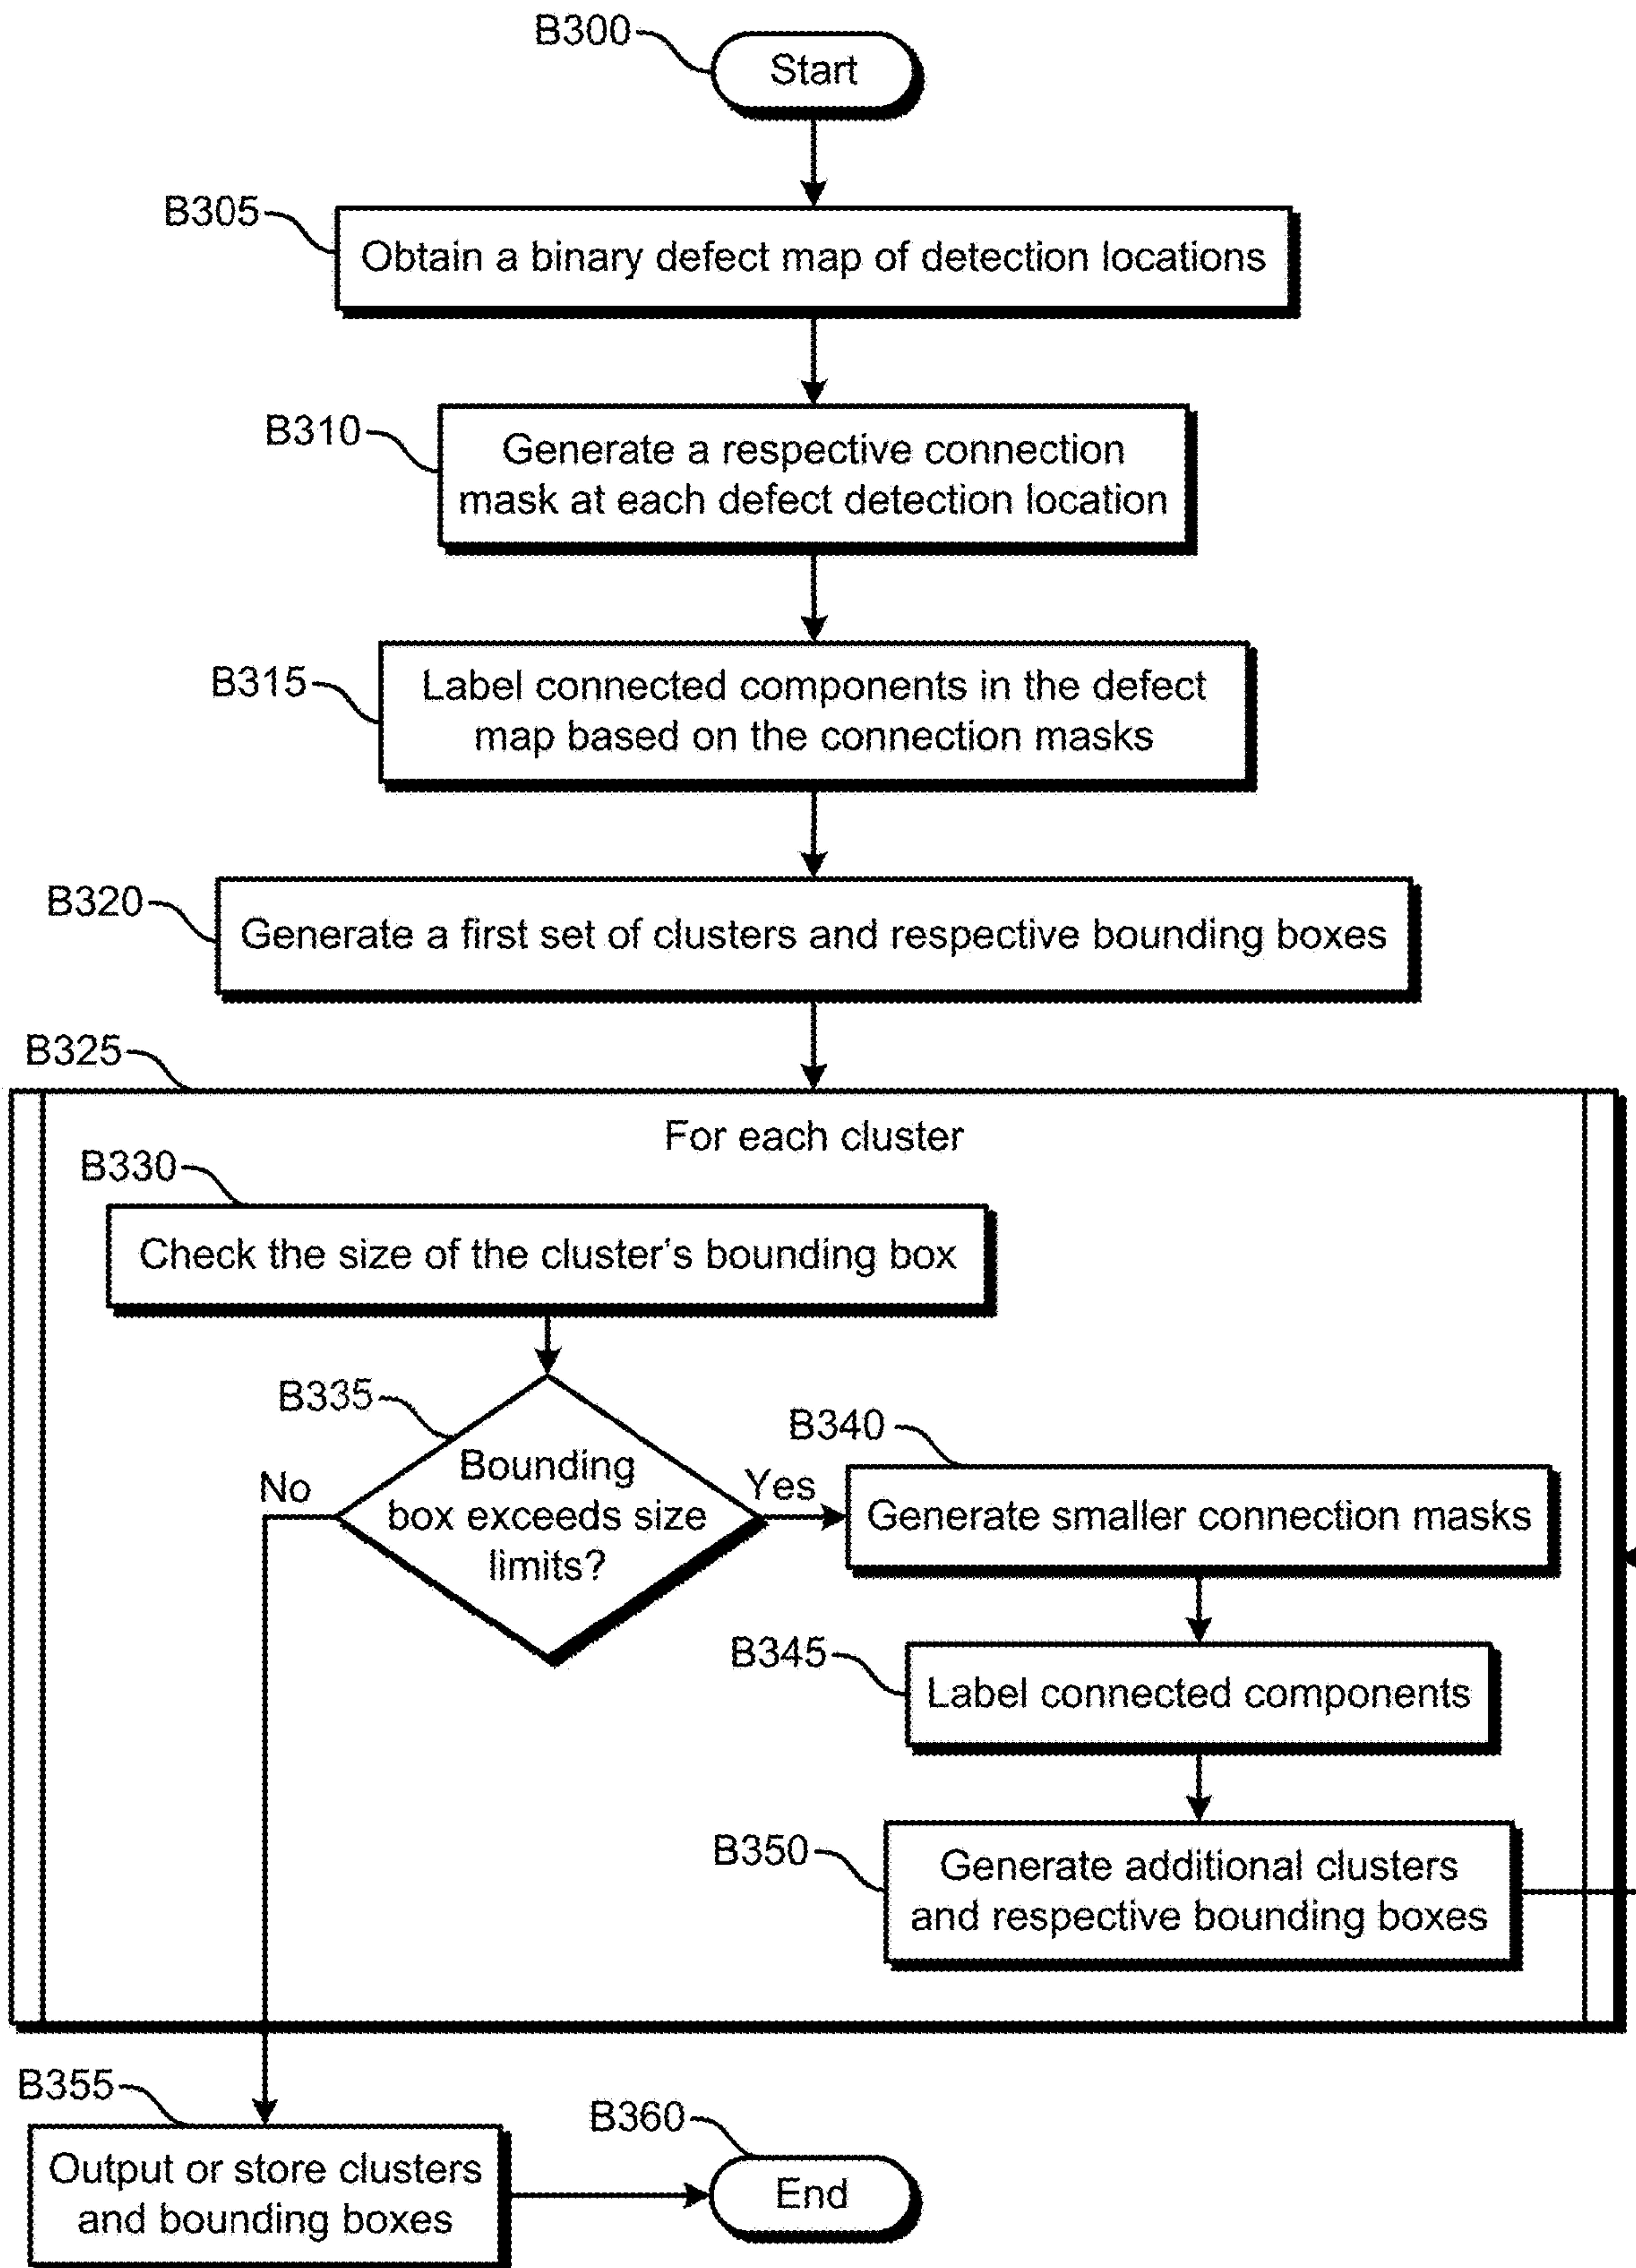 B300
Start
B305
Obtain a binary defect map of detection locations
B310
Generate a respective connection
mask at each defect detection location
B315
Label connected components in the defect
map based on the connection masks
B320
Generate a first set of clusters and respective bounding boxes
B325
For each cluster
B330
Check the size of the cluster's bounding box
B335
Bounding
box exceeds size
limits?
No
Yes
B340
Generate smaller connection masks
B345
Label connected components
B350
Generate additional clusters
and respective bounding boxes
B355
Output or store clusters
and bounding boxes
B360
End